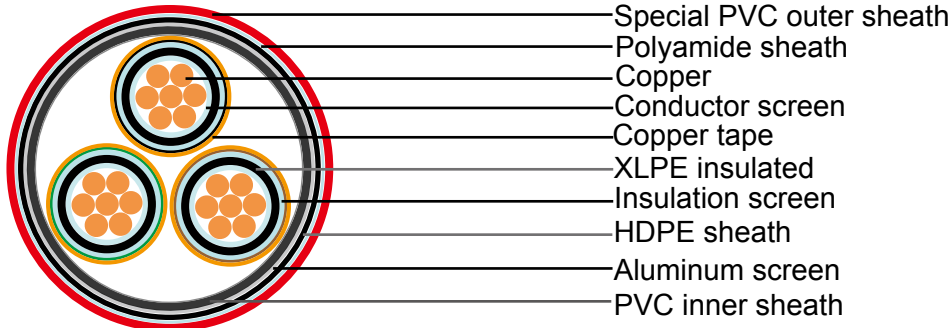 Special PVC outer sheath
Polyamide sheath
Copper
Conductor screen
Copper tape
XLPE insulated
Insulation screen
HDPE sheath
Aluminum screen
PVC inner sheath